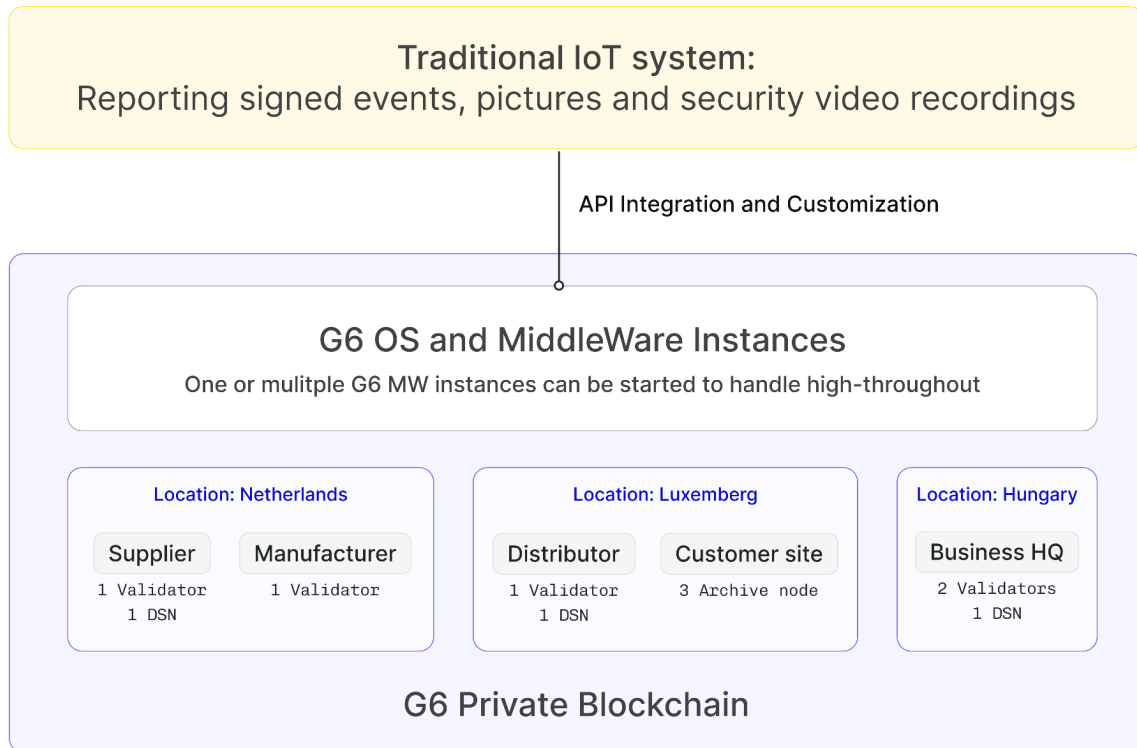 Traditional IoT system:
Reporting signed events, pictures and security video recordings
API Integration and Customization
G6 OS and MiddleWare Instances
One or mulitple G6 MW instances can be started to handle high-throughout
Location: Netherlands
Supplier
1 Validator
1 DSN
Manufacturer
1 Validator
Location: Luxemberg
Distributor
1 Validator
1 DSN
Customer site
3 Archive node
Location: Hungary
Business HQ
2 Validators
1 DSN
G6 Private Blockchain